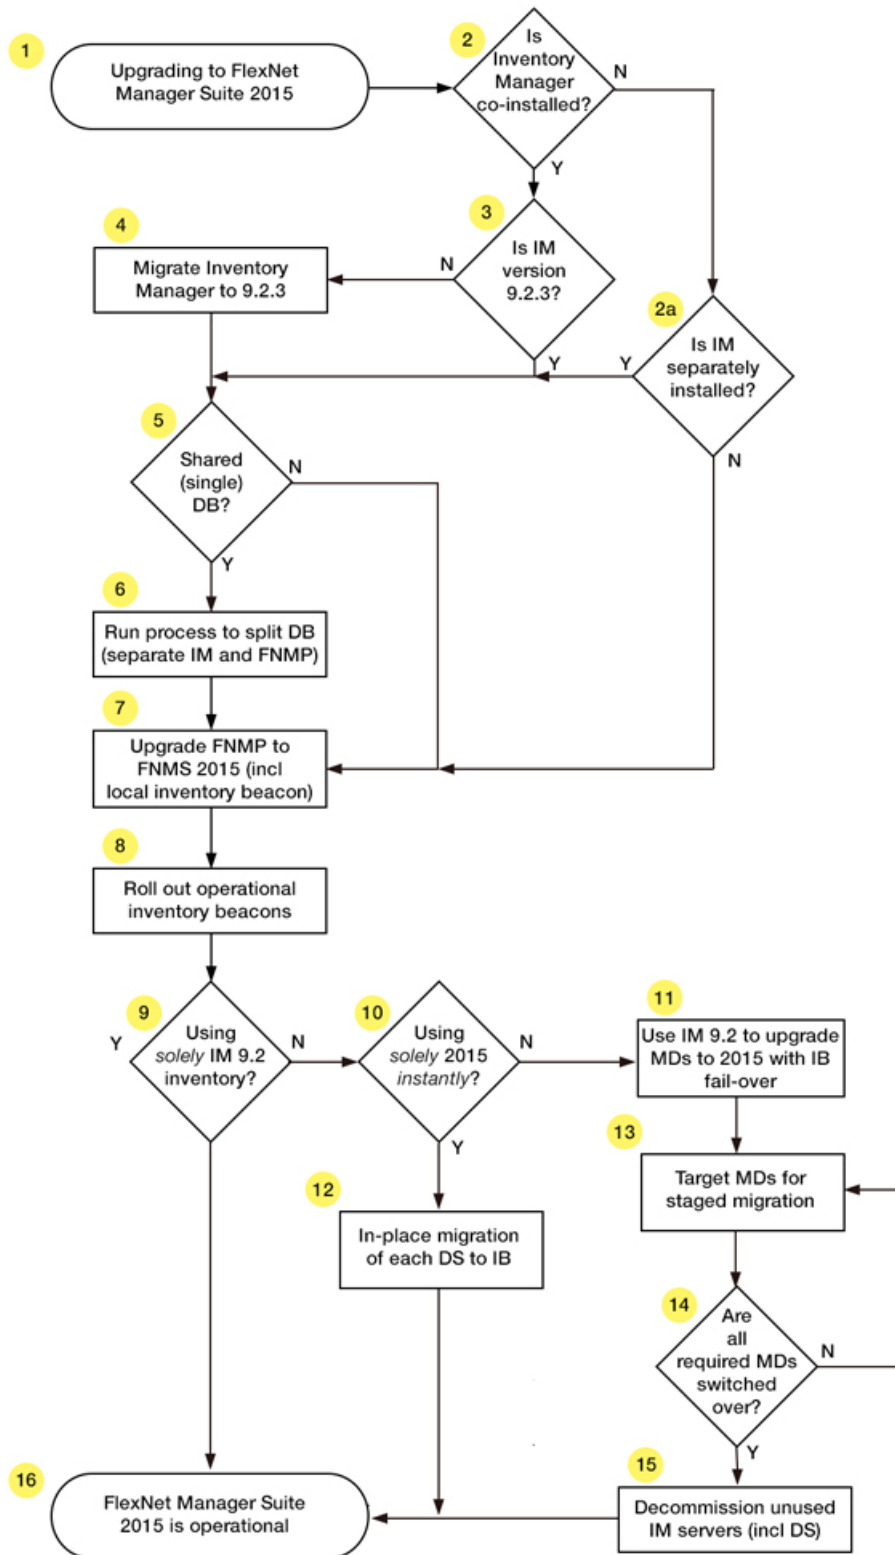 1
Upgrading to FlexNet
Manager Suite 2015
2
Is
Inventory
Manager
co-installed?
N
Y
3
Is IM
version
9.2.3?
N
Y
4
Migrate Inventory
Manager to 9.2.3
2a
Is IM
separately
installed?
Y
N
5
Shared
(single)
DB?
N
Y
6
Run process to split DB
(separate IM and FNMP)
7
Upgrade FNMP to
FNMS 2015 (incl
local inventory beacon)
8
Roll out operational
inventory beacons
9
Using
solely IM 9.2
inventory?
Y
N
10
Using
solely 2015
instantly?
N
Y
11
Use IM 9.2 to upgrade
MDs to 2015 with IB
fail-over
12
In-place migration
of each DS to IB
13
Target MDs for
staged migration
14
Are
all
required MDs
switched
over?
N
Y
15
Decommission unused
IM servers (incl DS)
16
FlexNet Manager Suite
2015 is operational